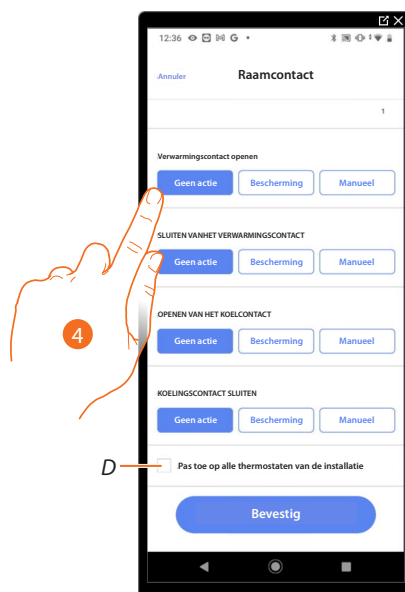 12:36 G
Annuler Raamcontact
1
Verwarmingscontact openen
Geen actie Bescherming Manueel
SLUITEN VANHET VERWARMINGSCONTACT
Geen actie Bescherming Manueel
4
OPENEN VAN HET KOELCONTACT
Geen actie Bescherming Manueel
KOELINGSCONTACT SLUITEN
Geen actie Bescherming Manueel
D Pas toe op alle thermostaten van de installatie
Bevestig